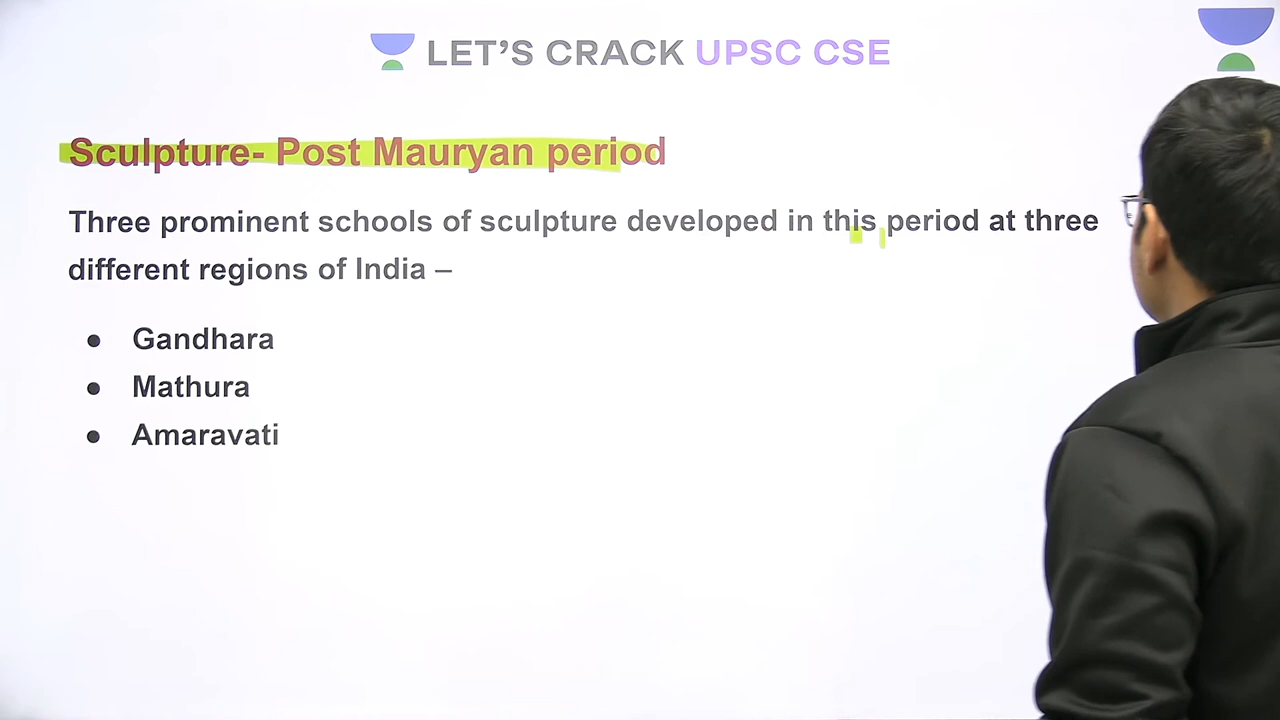 LET'S CRACK UPSC CSE
Sculpture- Post Mauryan period
Three prominent schools of sculpture developed in this period at three
different regions of India –
● Gandhara
● Mathura
● Amaravati